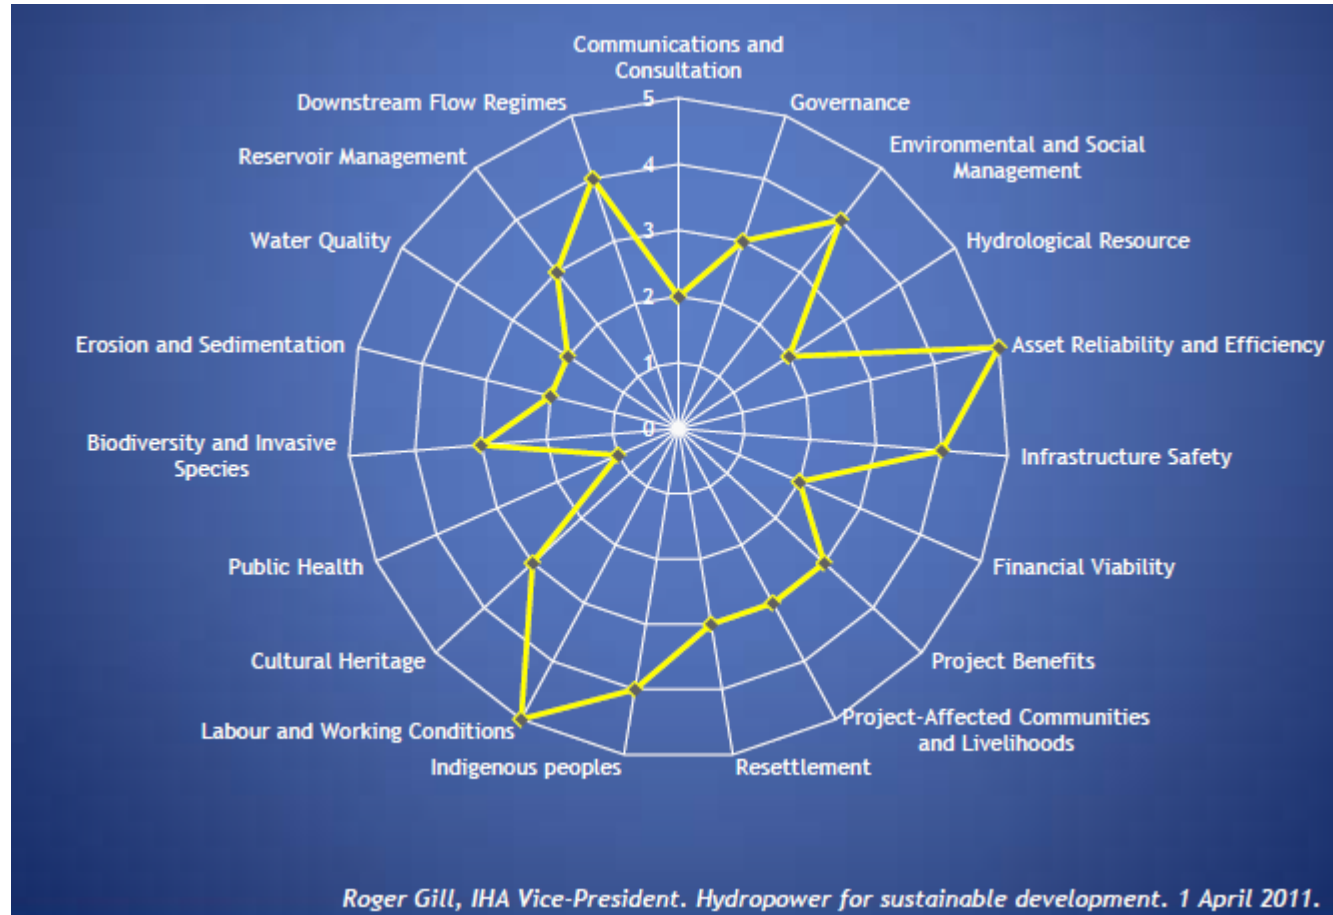 Communications and
Consultation
Downstream Flow Regimes
5
Governance
Reservoir Management
4
Environmental and Social
Management
Water Quality
3
Hydrological Resource
2
Erosion and Sedimentation
1
Asset Reliability and Efficiency
0
Biodiversity and Invasive
Species
Infrastructure Safety
Public Health
Financial Viability
Cultural Heritage
Project Benefits
Labour and Working Conditions
Project-Affected Communities
and Livelihoods
Indigenous peoples
Resettlement
Roger Gill, IHA Vice-President. Hydropower for sustainable development. 1 April 2011.